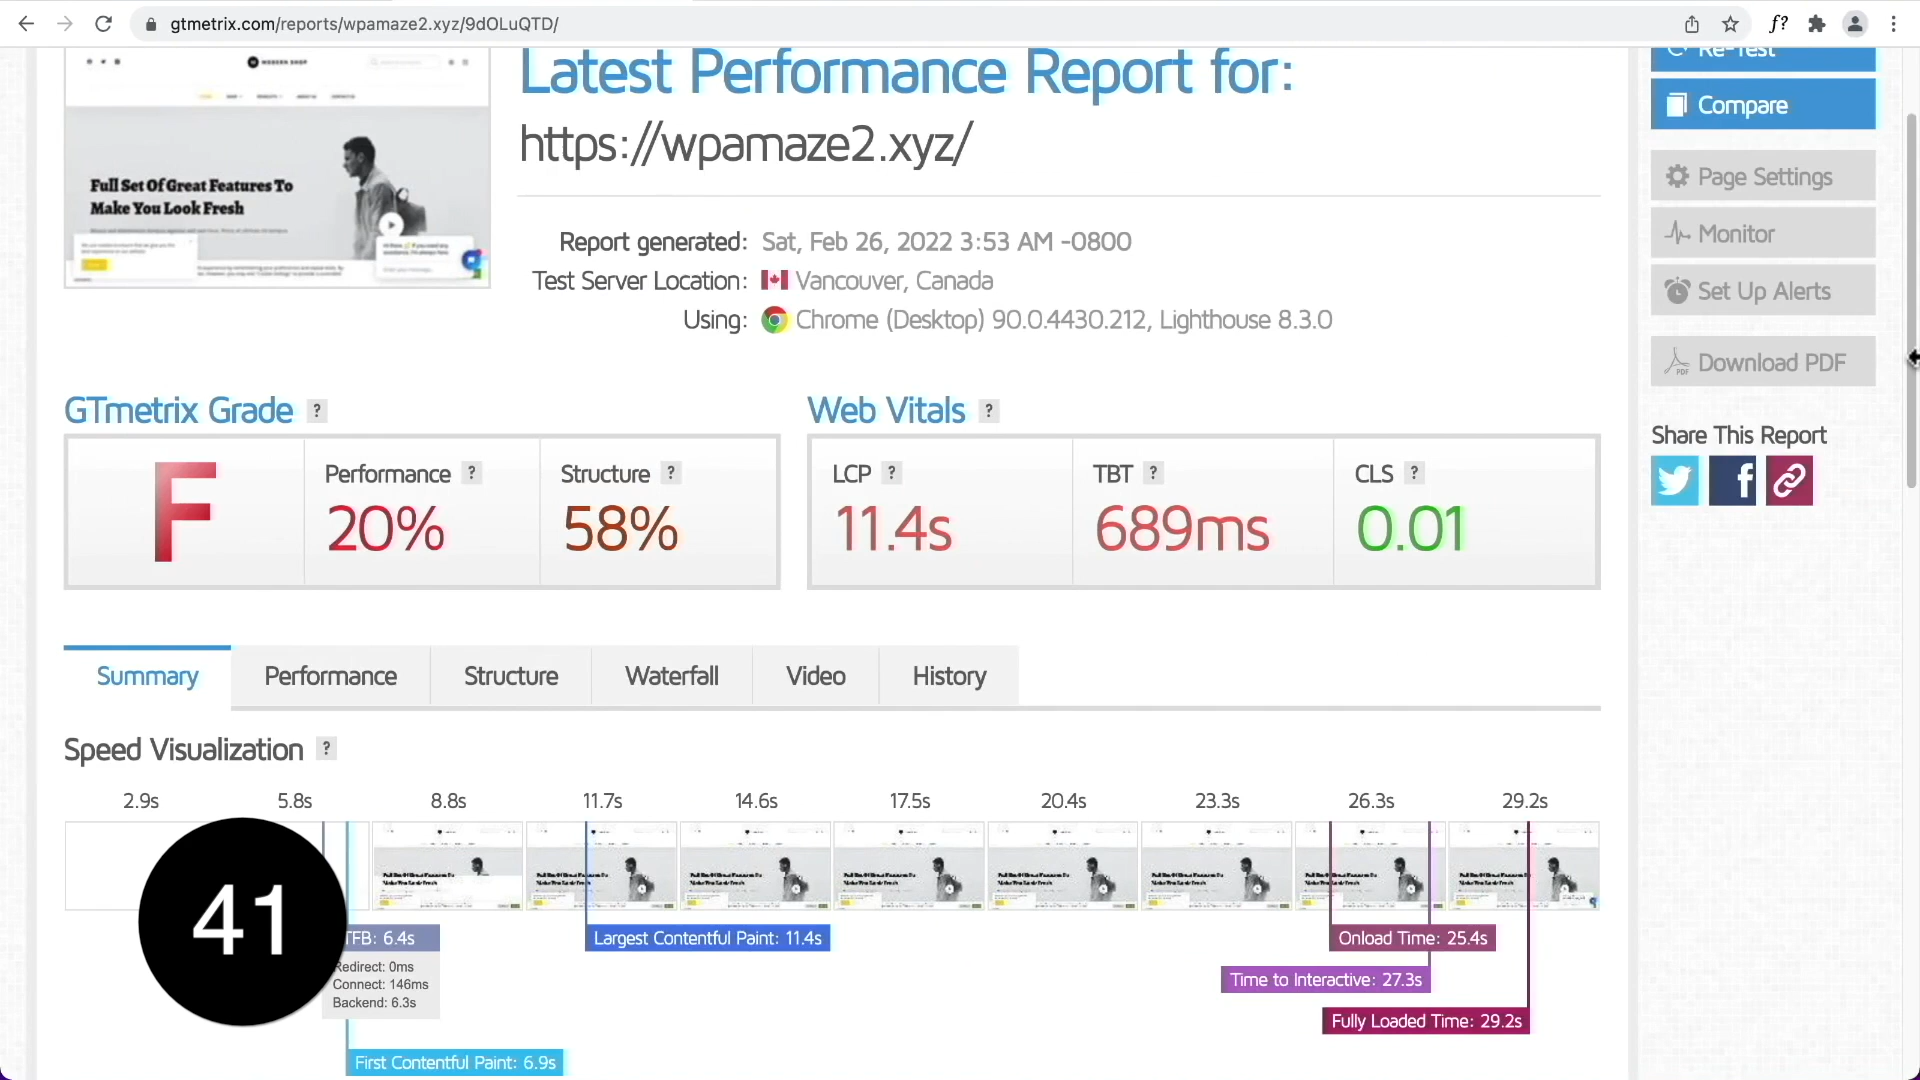 gtmetrix.com/reports/wpamaze2.xyz/9dOLuQTD/
f?
MODERN SHOP
Full Set Of Great Features To
Make You Look Fresh
Latest Performance Report for:
https://wpamaze2.xyz/
Report generated: Sat, Feb 26, 2022 3:53 AM -0800
Test Server Location: Vancouver, Canada
Using: Chrome (Desktop) 90.0.4430.212, Lighthouse 8.3.0
Re-Test
Compare
Page Settings
Monitor
Set Up Alerts
Download PDF
Share This Report
GTmetrix Grade ?
F
Performance ?
20%
Structure ?
58%
Web Vitals ?
LCP ?
11.4s
TBT ?
689ms
CLS ?
0.01
Summary Performance Structure Waterfall Video History
Speed Visualization ?
2.9s 5.8s 8.8s 11.7s 14.6s 17.5s 20.4s 23.3s 26.3s 29.2s
41
TFB: 6.4s
Redirect: 0ms
Connect: 146ms
Backend: 6.3s
First Contentful Paint: 6.9s
Largest Contentful Paint: 11.4s
Onload Time: 25.4s
Time to Interactive: 27.3s
Fully Loaded Time: 29.2s